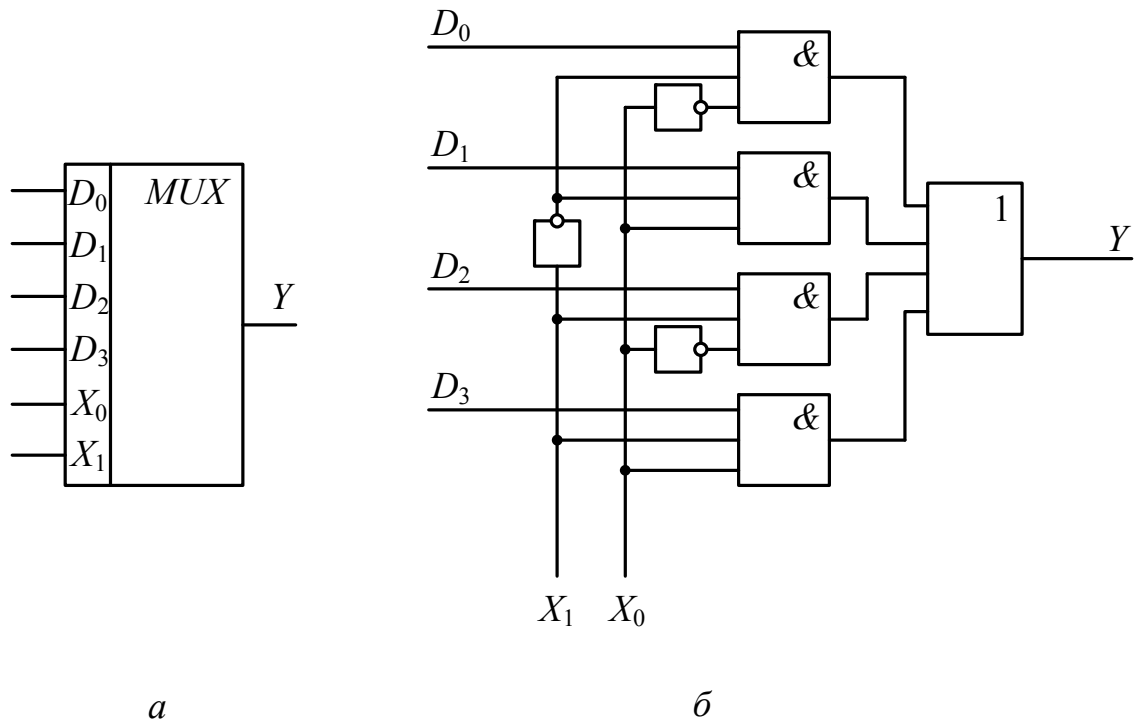 D₀
&
D₁
&
D₀ MUX
1
D₁
Y
D₂
D₂
&
Y
D₃
X₀
D₃
&
X₁
X₁ X₀
а
б